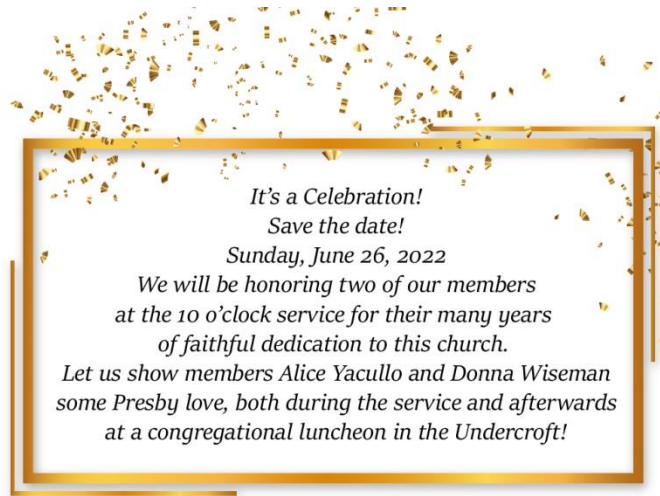 It’s a Celebration!
Save the date!
Sunday, June 26, 2022
We will be honoring two of our members
at the 10 o’clock service for their many years
of faithful dedication to this church.
Let us show members Alice Yacullo and Donna Wiseman
some Presby love, both during the service and afterwards
at a congregational luncheon in the Undercroft!